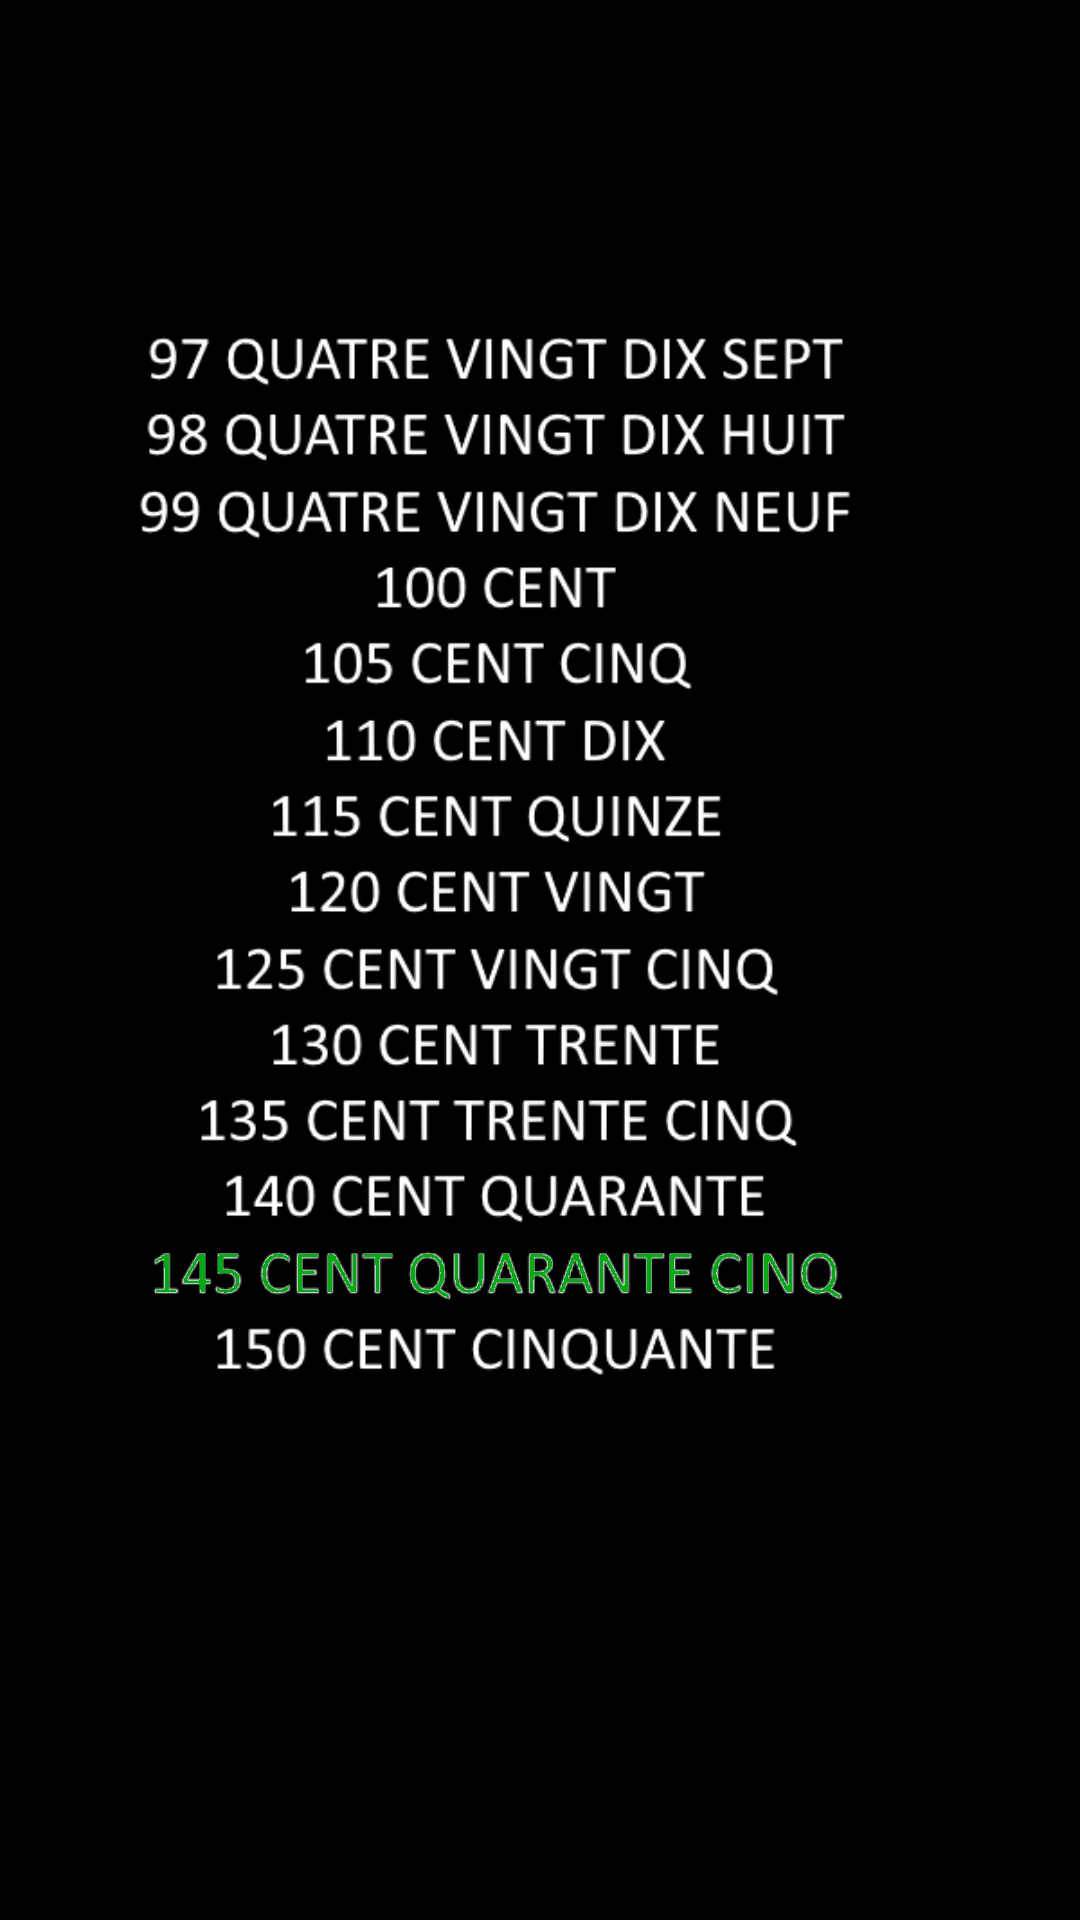 97 QUATRE VINGT DIX SEPT
98 QUATRE VINGT DIX HUIT
99 QUATRE VINGT DIX NEUF
100 CENT
105 CENT CINQ
110 CENT DIX
115 CENT QUINZE
120 CENT VINGT
125 CENT VINGT CINQ
130 CENT TRENTE
135 CENT TRENTE CINQ
140 CENT QUARANTE
145 CENT QUARANTE CINQ
150 CENT CINQUANTE